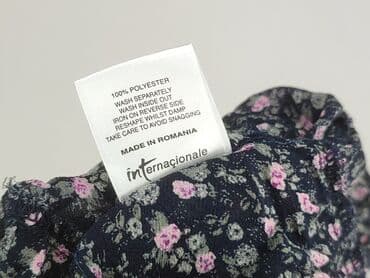 100% POLYESTER
WASH SEPARATELY
WASH INSIDE OUT
IRON ON REVERSE SIDE
RESHAPE WHILST DAMP
TAKE CARE TO AVOID SNAGGING
MADE IN ROMANIA
internacionale